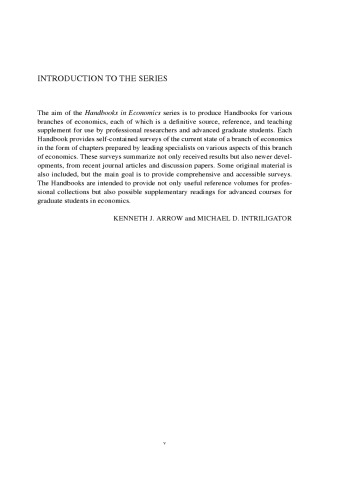 INTRODUCTION TO THE SERIES
The aim of the Handbooks in Economics series is to produce Handbooks for various
branches of economics, each of which is a definitive source, reference, and teaching
supplement for use by professional researchers and advanced graduate students. Each
Handbook provides self-contained surveys of the current state of a branch of economics
in the form of chapters prepared by leading specialists on various aspects of this branch
of economics. These surveys summarize not only received results but also newer devel-
opments, from recent journal articles and discussion papers. Some original material is
also included, but the main goal is to provide comprehensive and accessible surveys.
The Handbooks are intended to provide not only useful reference volumes for profes-
sional collections but also possible supplementary readings for advanced courses for
graduate students in economics.
KENNETH J. ARROW and MICHAEL D. INTRILIGATOR
v